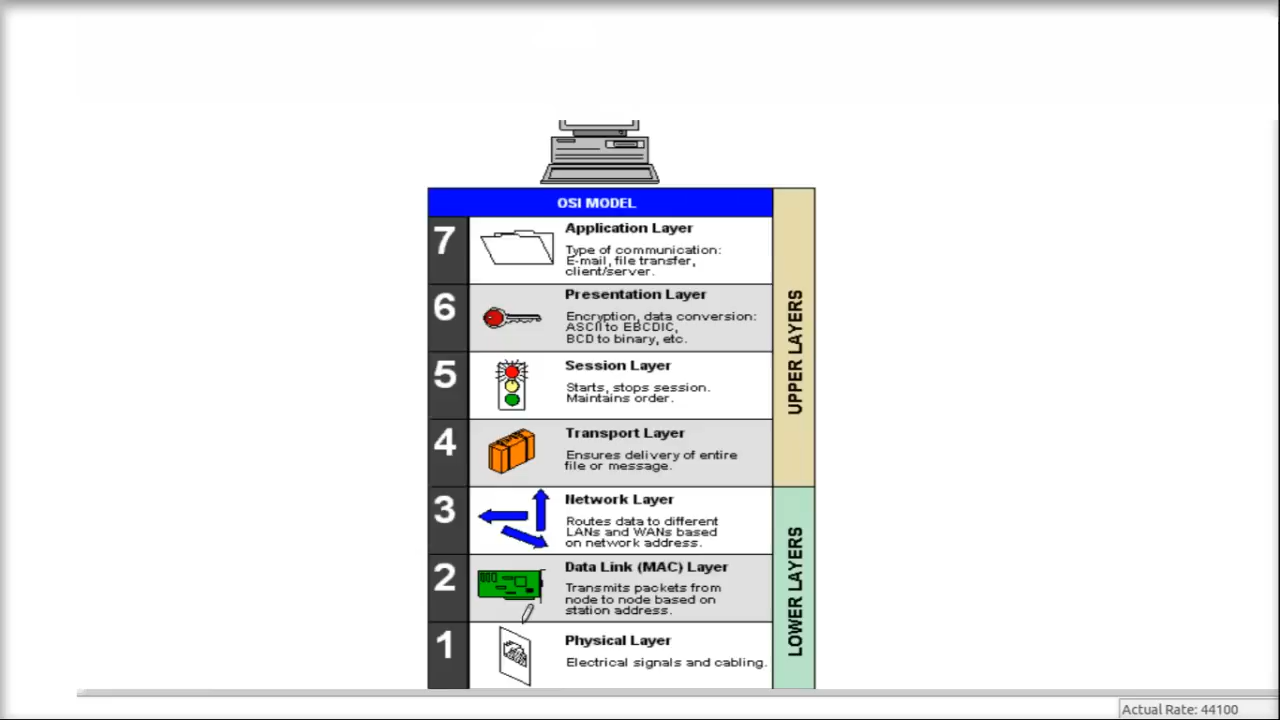 OSI MODEL
7
Application Layer
Type of communication:
E-mail, file transfer,
client/server.
6
Presentation Layer
Encryption, data conversion:
ASCII to EBCDIC,
BCD to binary, etc.
5
Session Layer
Starts, stops session.
Maintains order.
4
Transport Layer
Ensures delivery of entire
file or message.
3
Network Layer
Routes data to different
LANs and WANs based
on network address.
2
Data Link (MAC) Layer
Transmits packets from
node to node based on
station address.
1
Physical Layer
Electrical signals and cabling.
UPPER LAYERS
LOWER LAYERS
Actual Rate: 44100